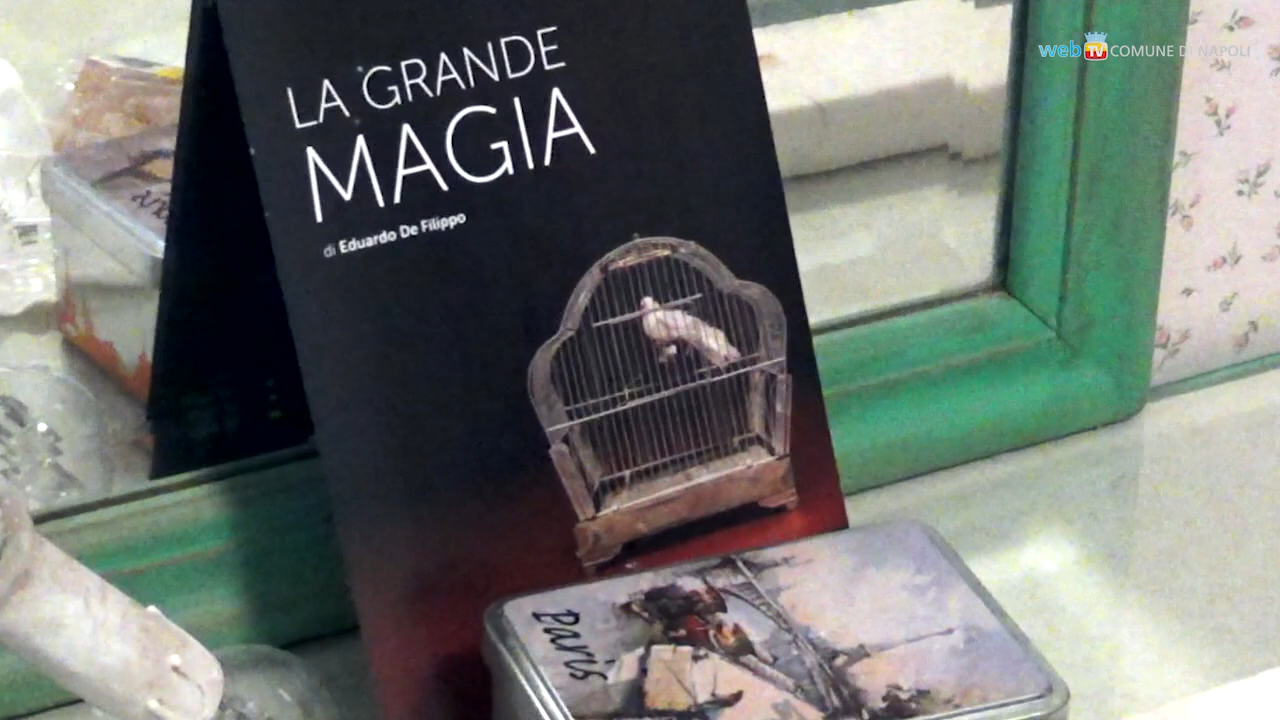 LA GRANDE
MAGIA
di Eduardo De Filippo
web TV COMUNE DI NAPOLI
Paris